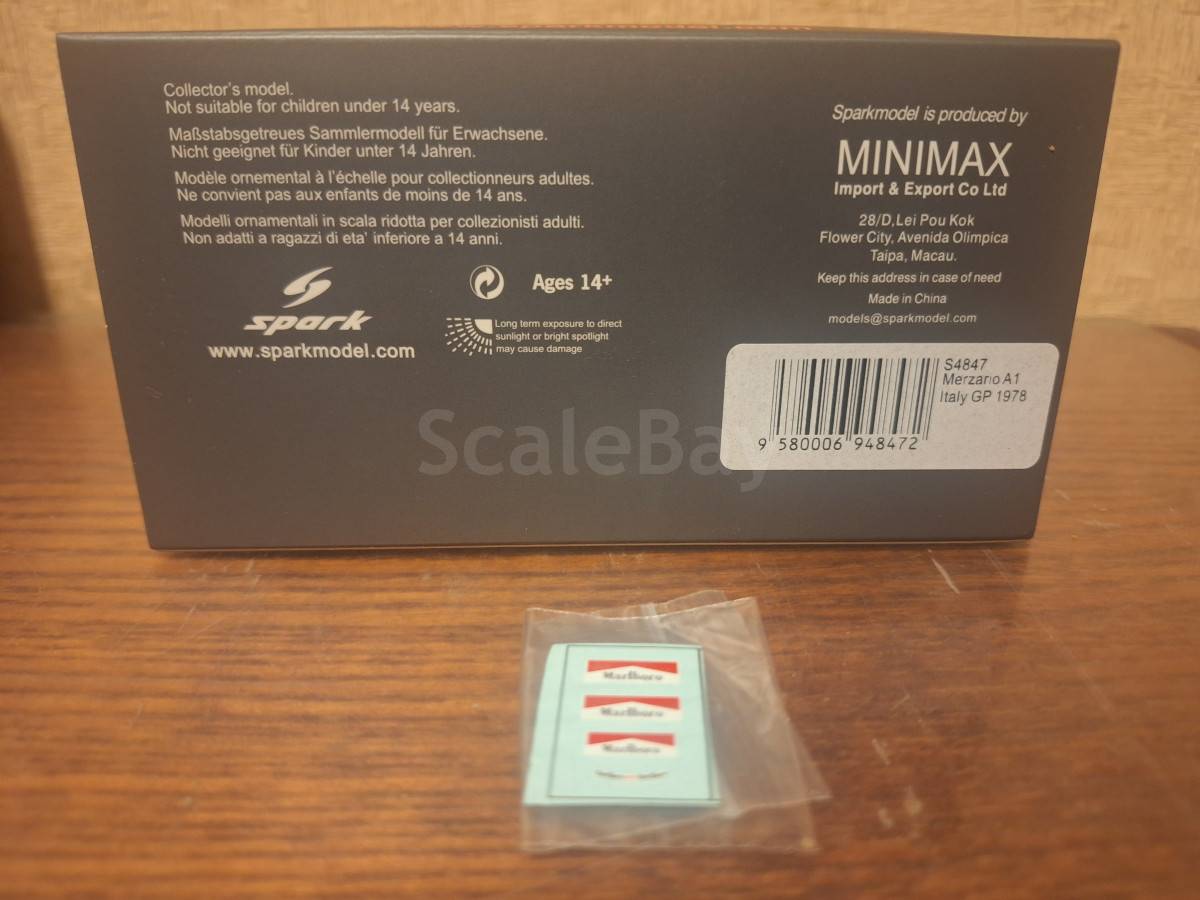 Collector's model.
Not suitable for children under 14 years.
Maßstabsgetreues Sammlermodell für Erwachsene.
Nicht geeignet für Kinder unter 14 Jahren.
Modèle ornemental à l'échelle pour collectionneurs adultes.
Ne convient pas aux enfants de moins de 14 ans.
Modelli ornamentali in scala ridotta per collezionisti adulti.
Non adatti a ragazzi di eta' inferiore a 14 anni.
spark
www.sparkmodel.com
Ages 14+
Long term exposure to direct
sunlight or bright spotlight
may cause damage
Sparkmodel is produced by
MINIMAX
Import & Export Co Ltd
28/D,Lei Pou Kok
Flower City, Avenida Olimpica
Taipa, Macau.
Keep this address in case of need
Made in China
models@sparkmodel.com
S4847
Merzario A1
Italy GP 1978
9 580006 948472
ScaleBay
Marlboro
Marlboro
Marlboro